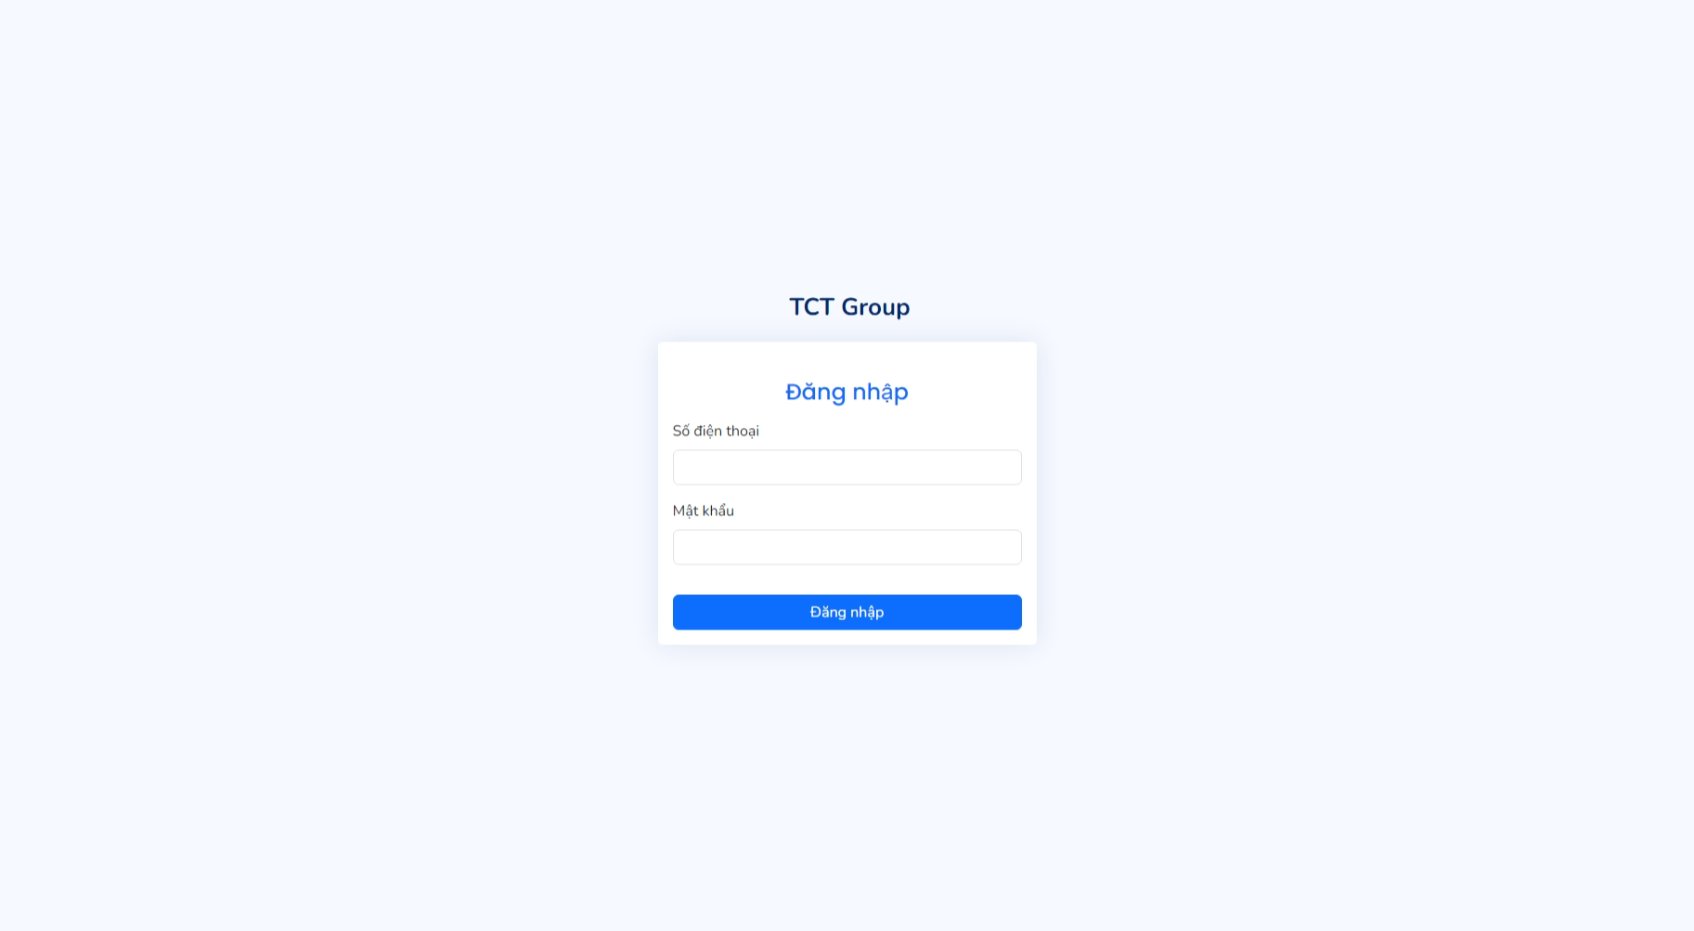 TCT Group
Đăng nhập
Số điện thoại
Mật khẩu
Đăng nhập